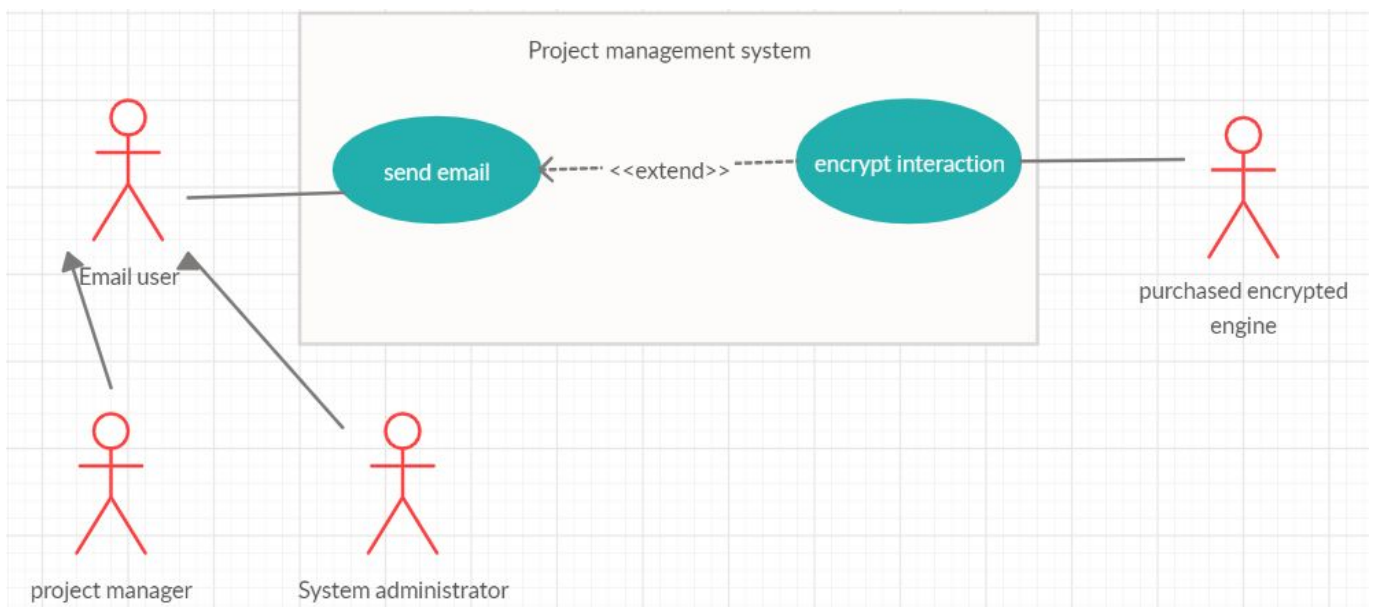 Project management system
send email
<<extend>>
encrypt interaction
Email user
purchased encrypted
engine
project manager
System administrator